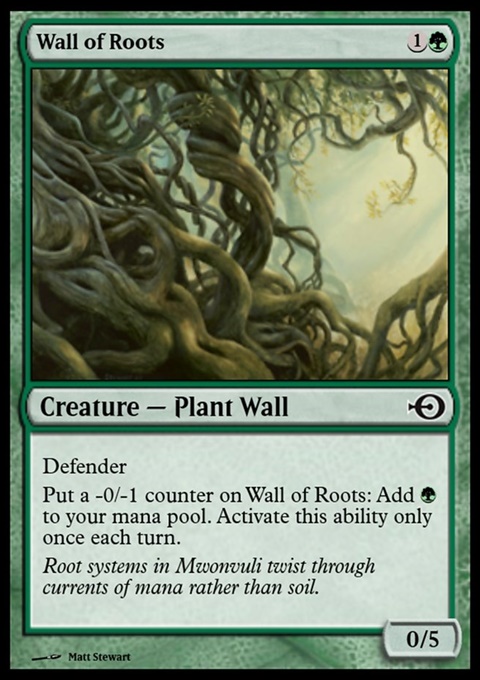 Wall of Roots 1
Creature — Plant Wall
Defender
Put a -0/-1 counter on Wall of Roots: Add
to your mana pool. Activate this ability only
once each turn.
Root systems in Mwonvuli twist through
currents of mana rather than soil.
0/5
Matt Stewart